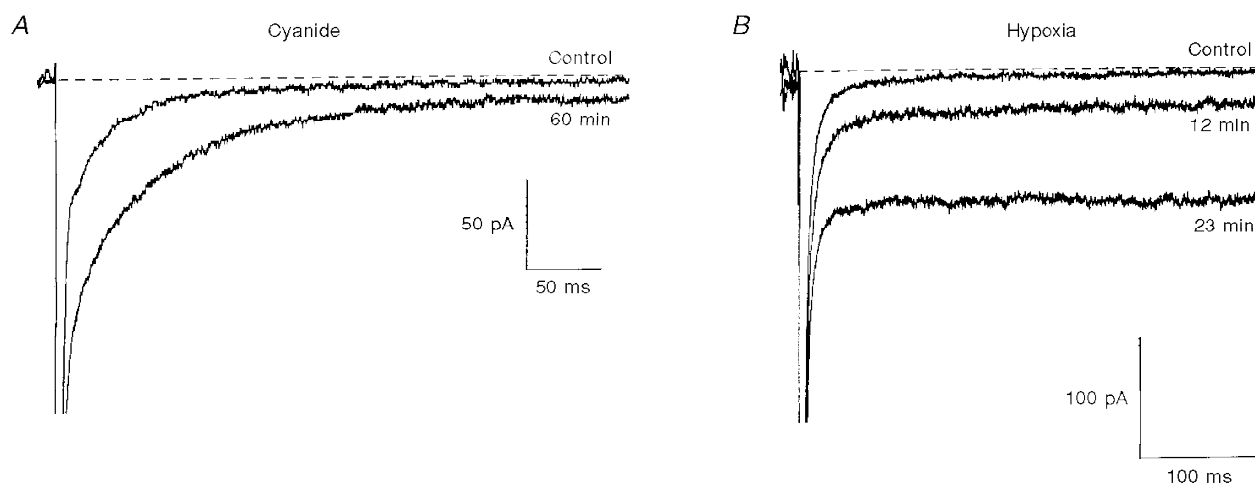 A
Cyanide
Control
60 min
50 pA
50 ms
B
Hypoxia
Control
12 min
23 min
100 pA
100 ms